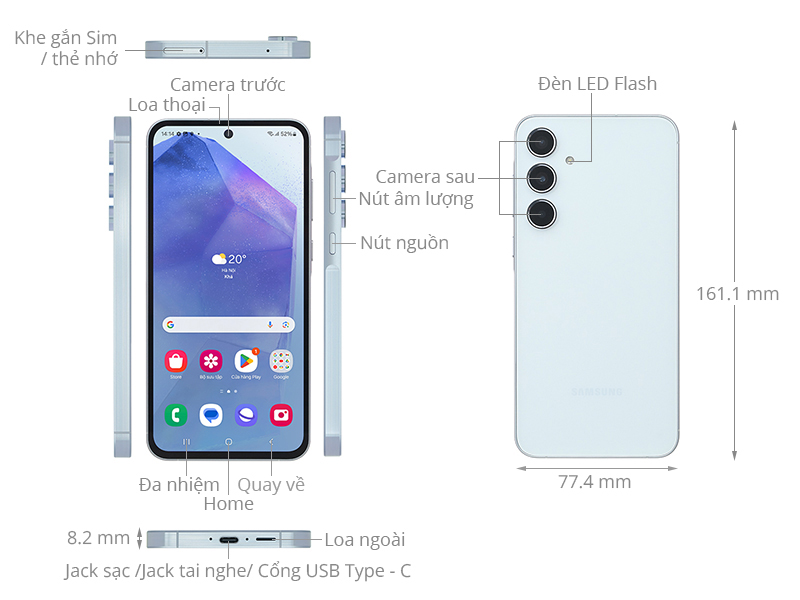 Khe gắn Sim
/ thẻ nhớ
Camera trước
Loa thoại
Đèn LED Flash
14:14
52%
Camera sau
Nút âm lượng
Nút nguồn
20°
Hà Nội
161.1 mm
Store
Bộ sưu tập
Cửa hàng Play
Google
SAMSUNG
Đa nhiệm
Quay về
Home
77.4 mm
8.2 mm
Loa ngoài
Jack sạc /Jack tai nghe/ Cổng USB Type - C